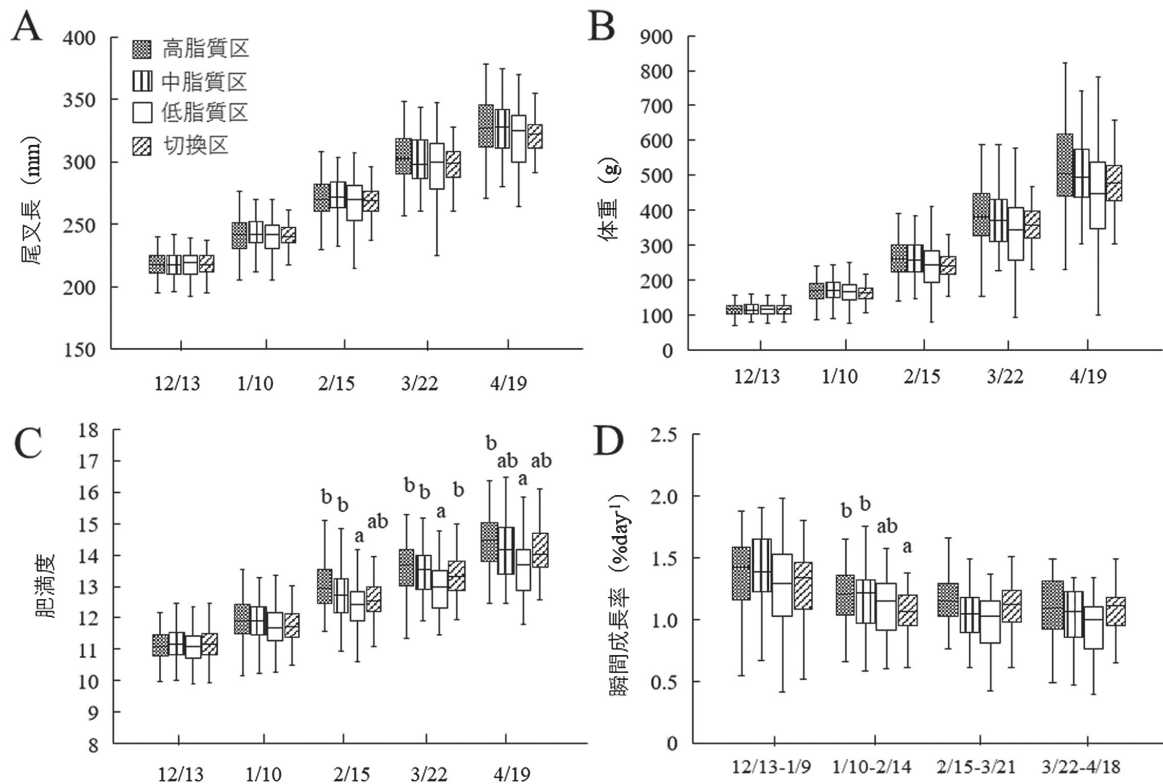 A
400
350
300
250
200
150
尾叉長 (mm)
高脂質区
中脂質区
低脂質区
切換区
12/13 1/10 2/15 3/22 4/19
B
900
800
700
600
500
400
300
200
100
0
体重 (g)
12/13 1/10 2/15 3/22 4/19
C
18
17
16
15
14
13
12
11
10
9
8
肥満度
b b a ab
b b a b
b ab a ab
12/13 1/10 2/15 3/22 4/19
D
2.5
2.0
1.5
1.0
0.5
0
瞬間成長率 (%day-1)
b b ab a
12/13-1/9 1/10-2/14 2/15-3/21 3/22-4/18